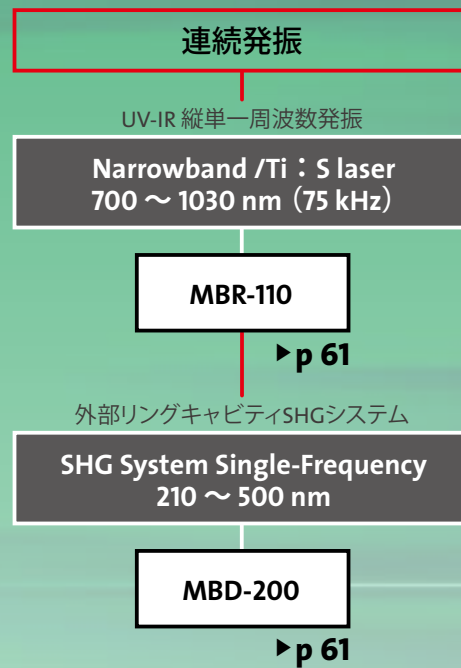 連続発振
UV-IR 縦単一周波数発振
Narrowband /Ti：S laser
700 〜 1030 nm（75 kHz）
MBR-110
▶p 61
外部リングキャビティSHGシステム
SHG System Single-Frequency
210 〜 500 nm
MBD-200
▶p 61